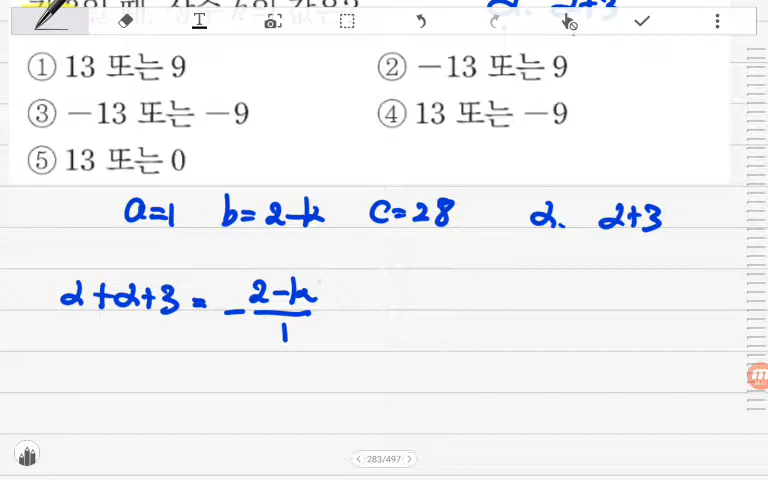 ① 13 또는 9
② −13 또는 9
③ −13 또는 −9
④ 13 또는 −9
⑤ 13 또는 0
a=1 b=2-k c=28 α. α+3
α+α+3 = -(2-k)/1
283/497